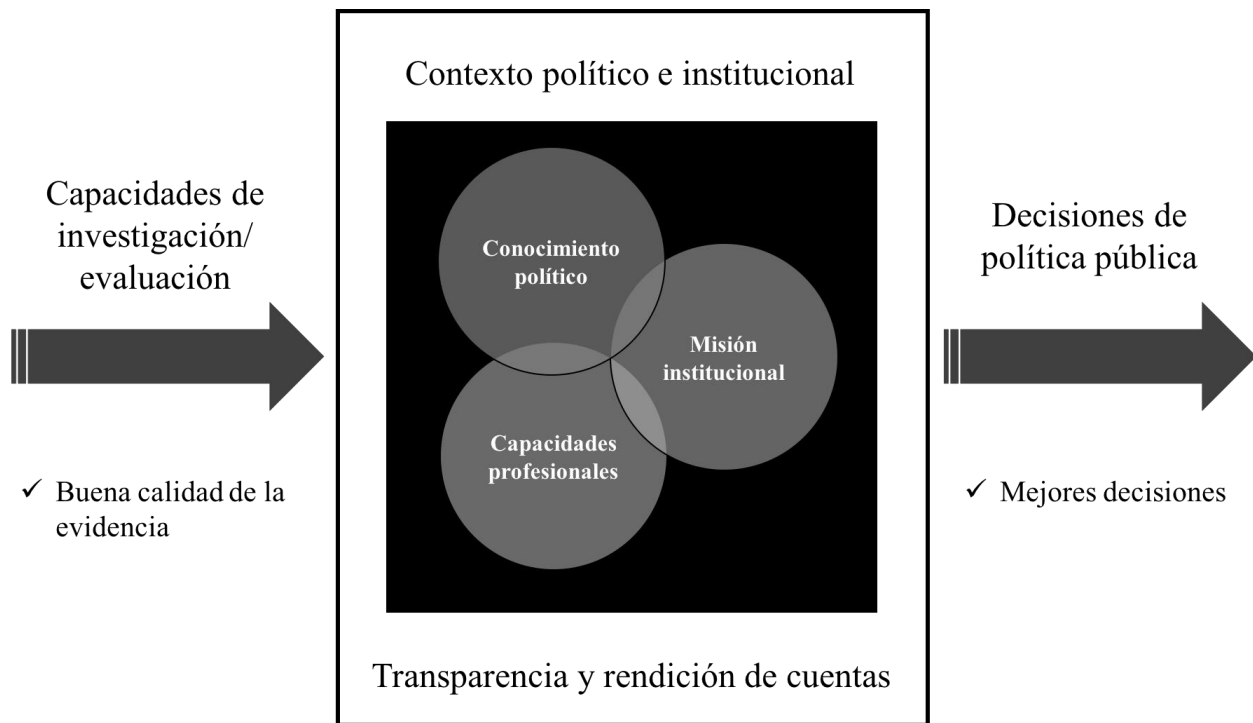 Capacidades de
investigación/
evaluación
✓ Buena calidad de la
evidencia
Contexto político e institucional
Conocimiento
político
Misión
institucional
Capacidades
profesionales
Transparencia y rendición de cuentas
Decisiones de
política pública
✓ Mejores decisiones